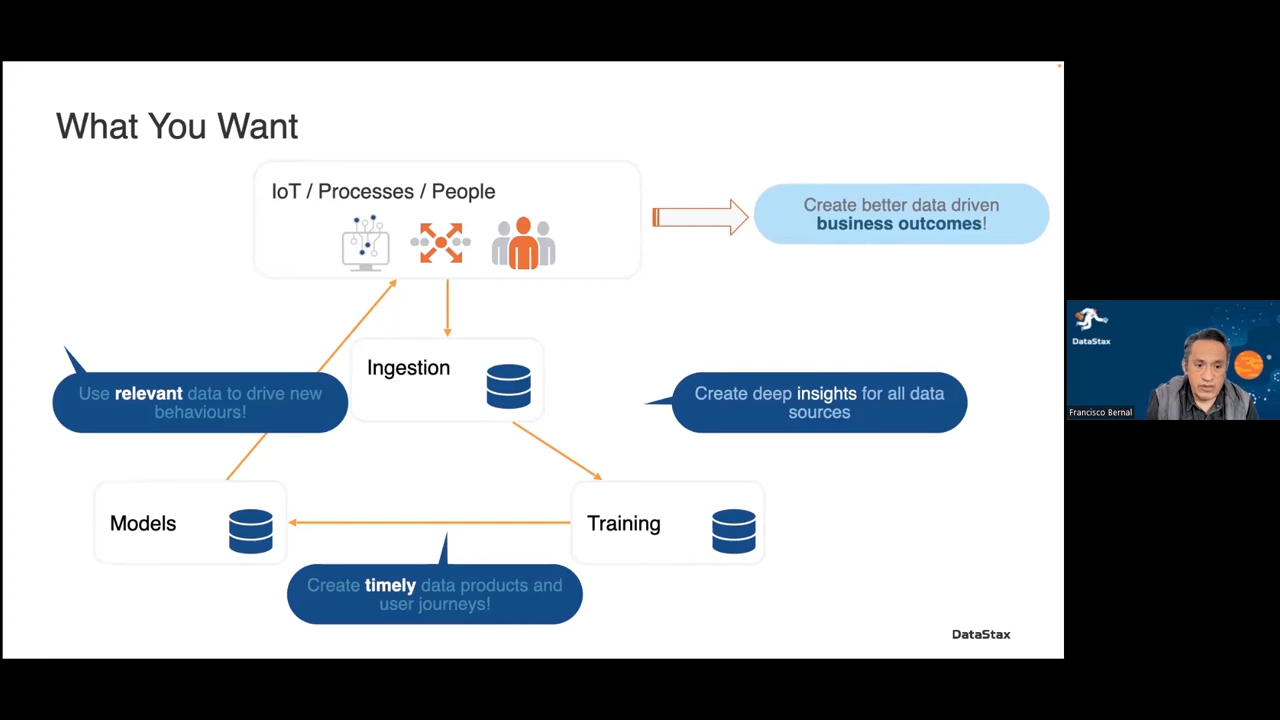 What You Want
IoT / Processes / People
Create better data driven
business outcomes!
Ingestion
Use relevant data to drive new
behaviours!
Create deep insights for all data
sources
Models
Training
Create timely data products and
user journeys!
DataStax
DataStax
Francisco Bernal